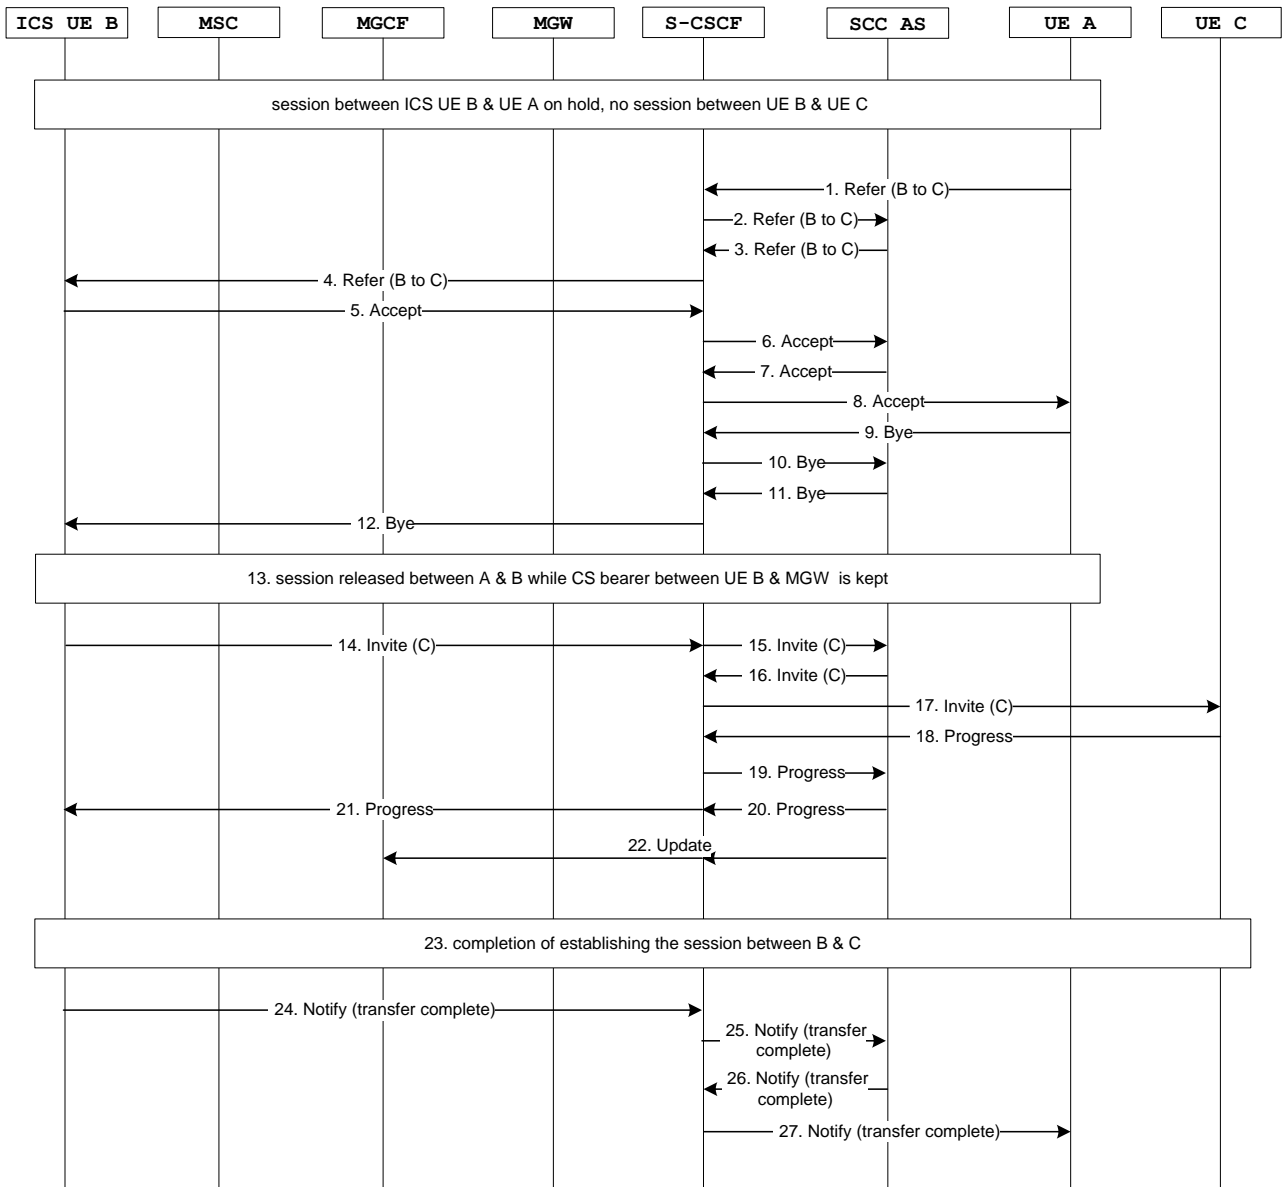 ICS UE B
MSC
MGCF
MGW
S-CSCF
SCC AS
UE A
UE C
session between ICS UE B & UE A on hold, no session between UE B & UE C
1. Refer (B to C)
2. Refer (B to C)
3. Refer (B to C)
4. Refer (B to C)
5. Accept
6. Accept
7. Accept
8. Accept
9. Bye
10. Bye
11. Bye
12. Bye
13. session released between A & B while CS bearer between UE B & MGW is kept
14. Invite (C)
15. Invite (C)
16. Invite (C)
17. Invite (C)
18. Progress
19. Progress
21. Progress
20. Progress
22. Update
23. completion of establishing the session between B & C
24. Notify (transfer complete)
25. Notify (transfer
complete)
26. Notify (transfer
complete)
27. Notify (transfer complete)